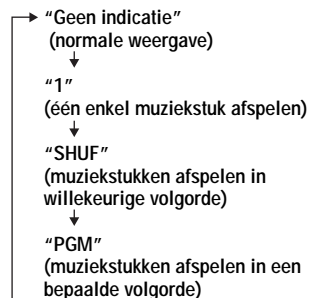 “Geen indicatie”
(normale weergave)
“1”
(één enkel muziekstuk afspelen)
“SHUF”
(muziekstukken afspelen in
willekeurige volgorde)
“PGM”
(muziekstukken afspelen in een
bepaalde volgorde)